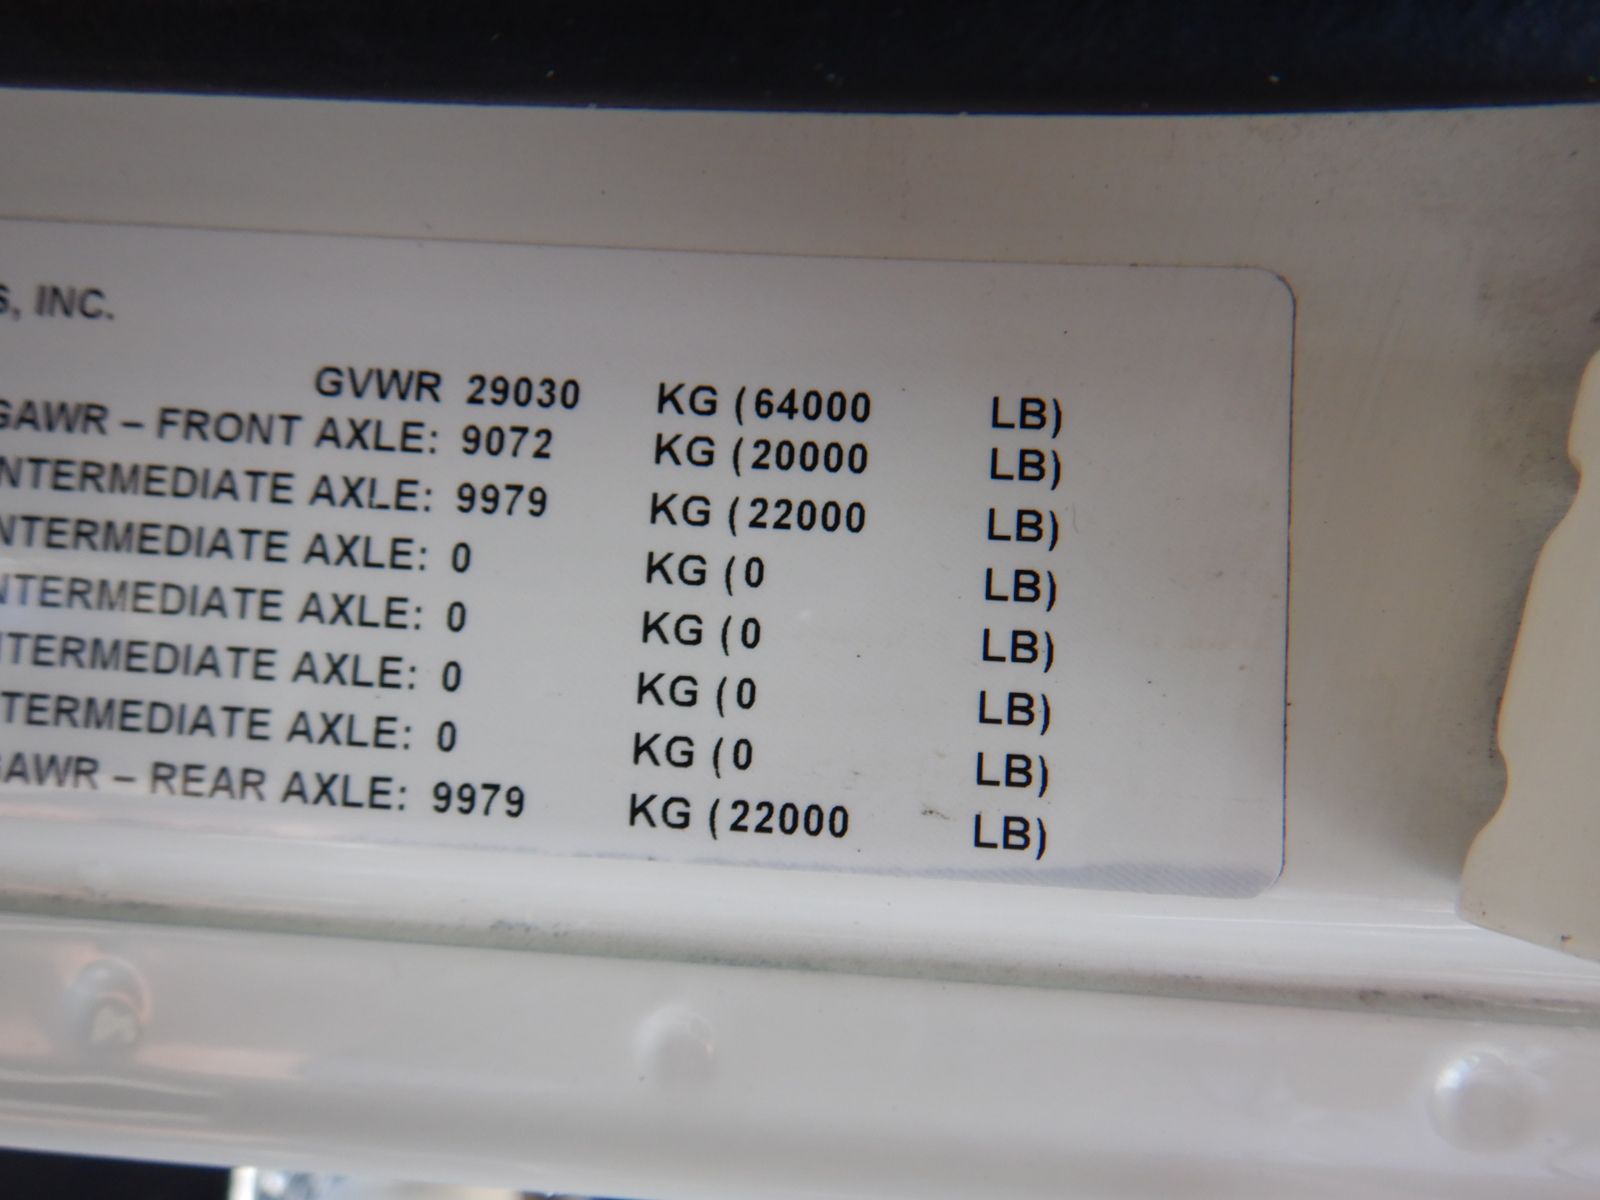 INC.
GVWR 29030 KG (64000 LB)
GAWR – FRONT AXLE: 9072 KG (20000 LB)
INTERMEDIATE AXLE: 9979 KG (22000 LB)
INTERMEDIATE AXLE: 0 KG (0 LB)
NTERMEDIATE AXLE: 0 KG (0 LB)
NTERMEDIATE AXLE: 0 KG (0 LB)
TERMEDIATE AXLE: 0 KG (0 LB)
GAWR – REAR AXLE: 9979 KG (22000 LB)